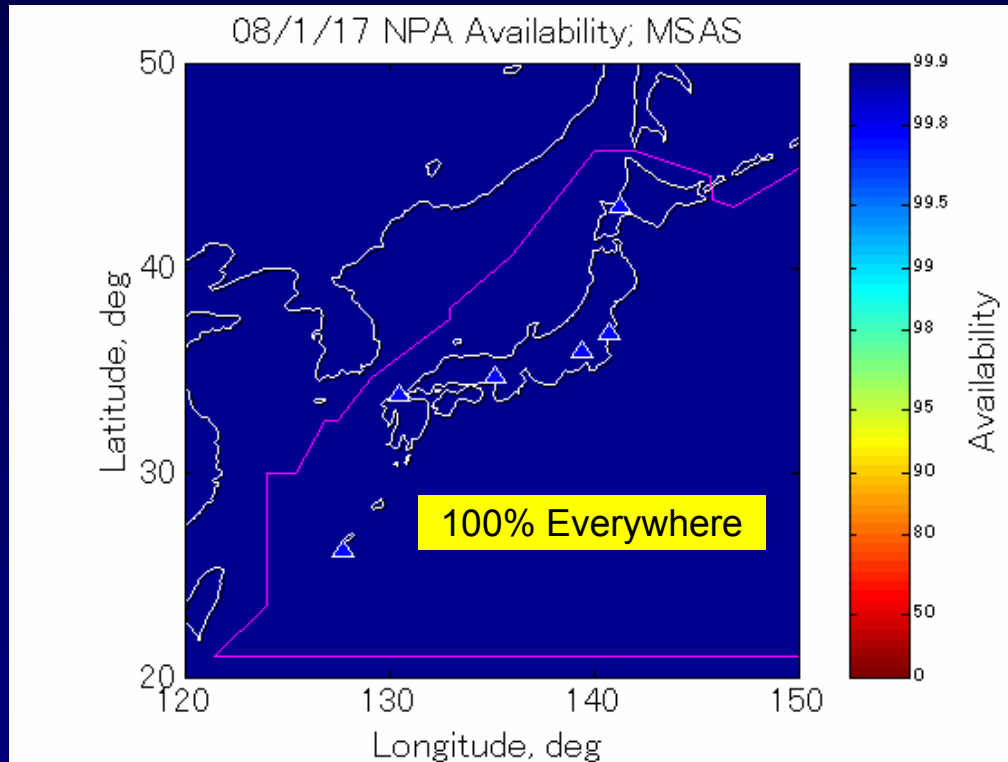 08/1/17 NPA Availability; MSAS
50
40
30
20
Latitude, deg
100% Everywhere
120 130 140 150
Longitude, deg
99.9
99.8
99.5
99
98
95
90
80
50
0
Availability